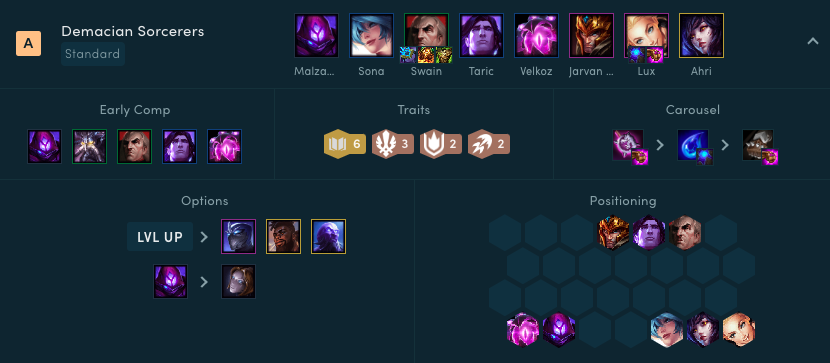 A
Demacian Sorcerers
Standard
Malza...
Sona
Swain
Taric
Velkoz
Jarvan ...
Lux
Ahri
Early Comp
Traits
Carousel
6
3
2
2
Options
Positioning
LVL UP